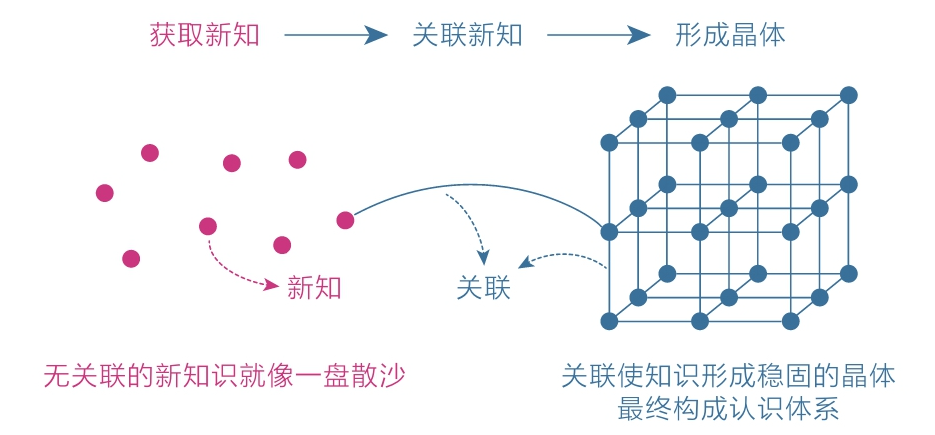 获取新知
关联新知
形成晶体
新知
关联
无关联的新知识就像一盘散沙
关联使知识形成稳固的晶体
最终构成认识体系